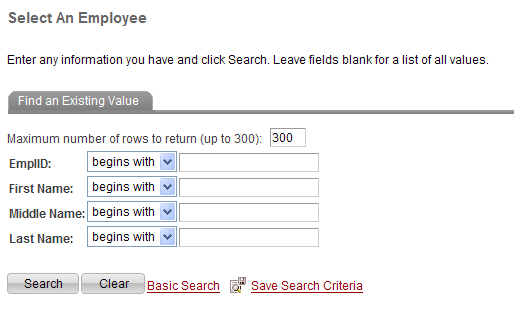 Select An Employee
Enter any information you have and click Search. Leave fields blank for a list of all values.
Find an Existing Value
Maximum number of rows to return (up to 300): 300
EmplID: begins with
First Name: begins with
Middle Name: begins with
Last Name: begins with
Search Clear Basic Search Save Search Criteria